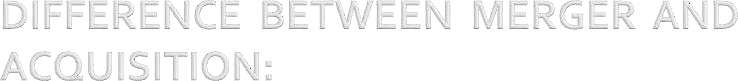 DIFFERENCE BETWEEN MERGER AND
ACQUISITION: